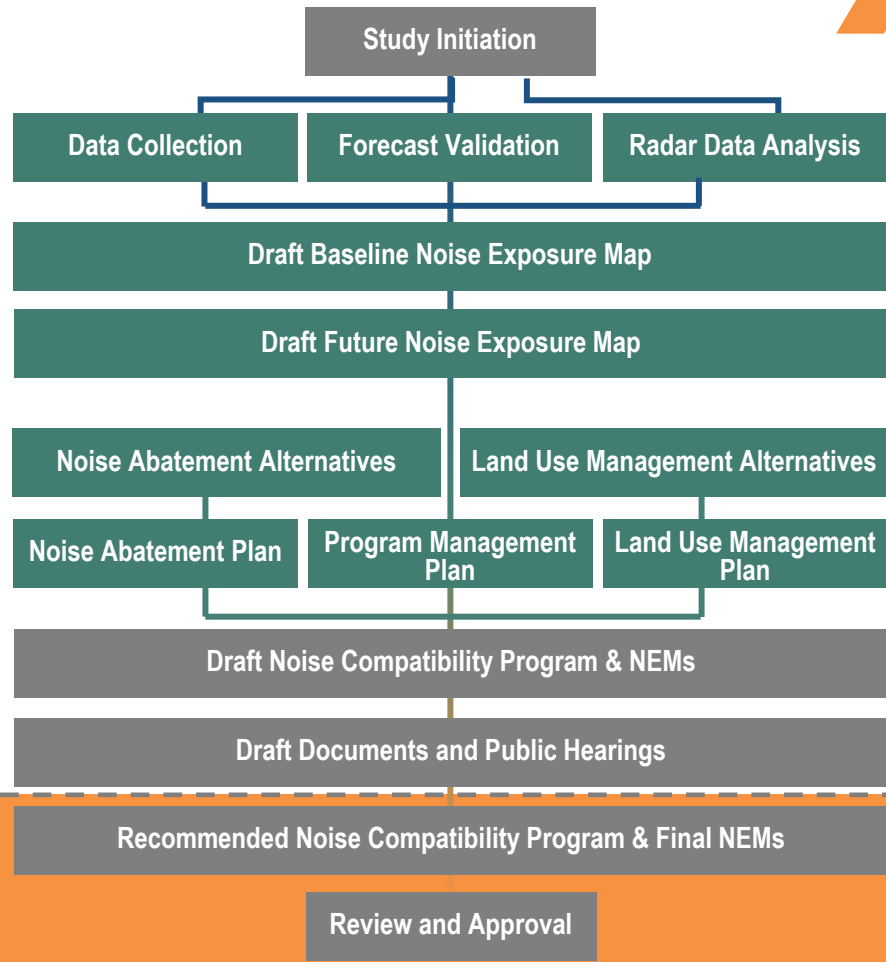 Study Initiation
Data Collection
Forecast Validation
Radar Data Analysis
Draft Baseline Noise Exposure Map
Draft Future Noise Exposure Map
Noise Abatement Alternatives
Land Use Management Alternatives
Noise Abatement Plan
Program Management
Plan
Land Use Management
Plan
Draft Noise Compatibility Program & NEMs
Draft Documents and Public Hearings
Recommended Noise Compatibility Program & Final NEMs
Review and Approval